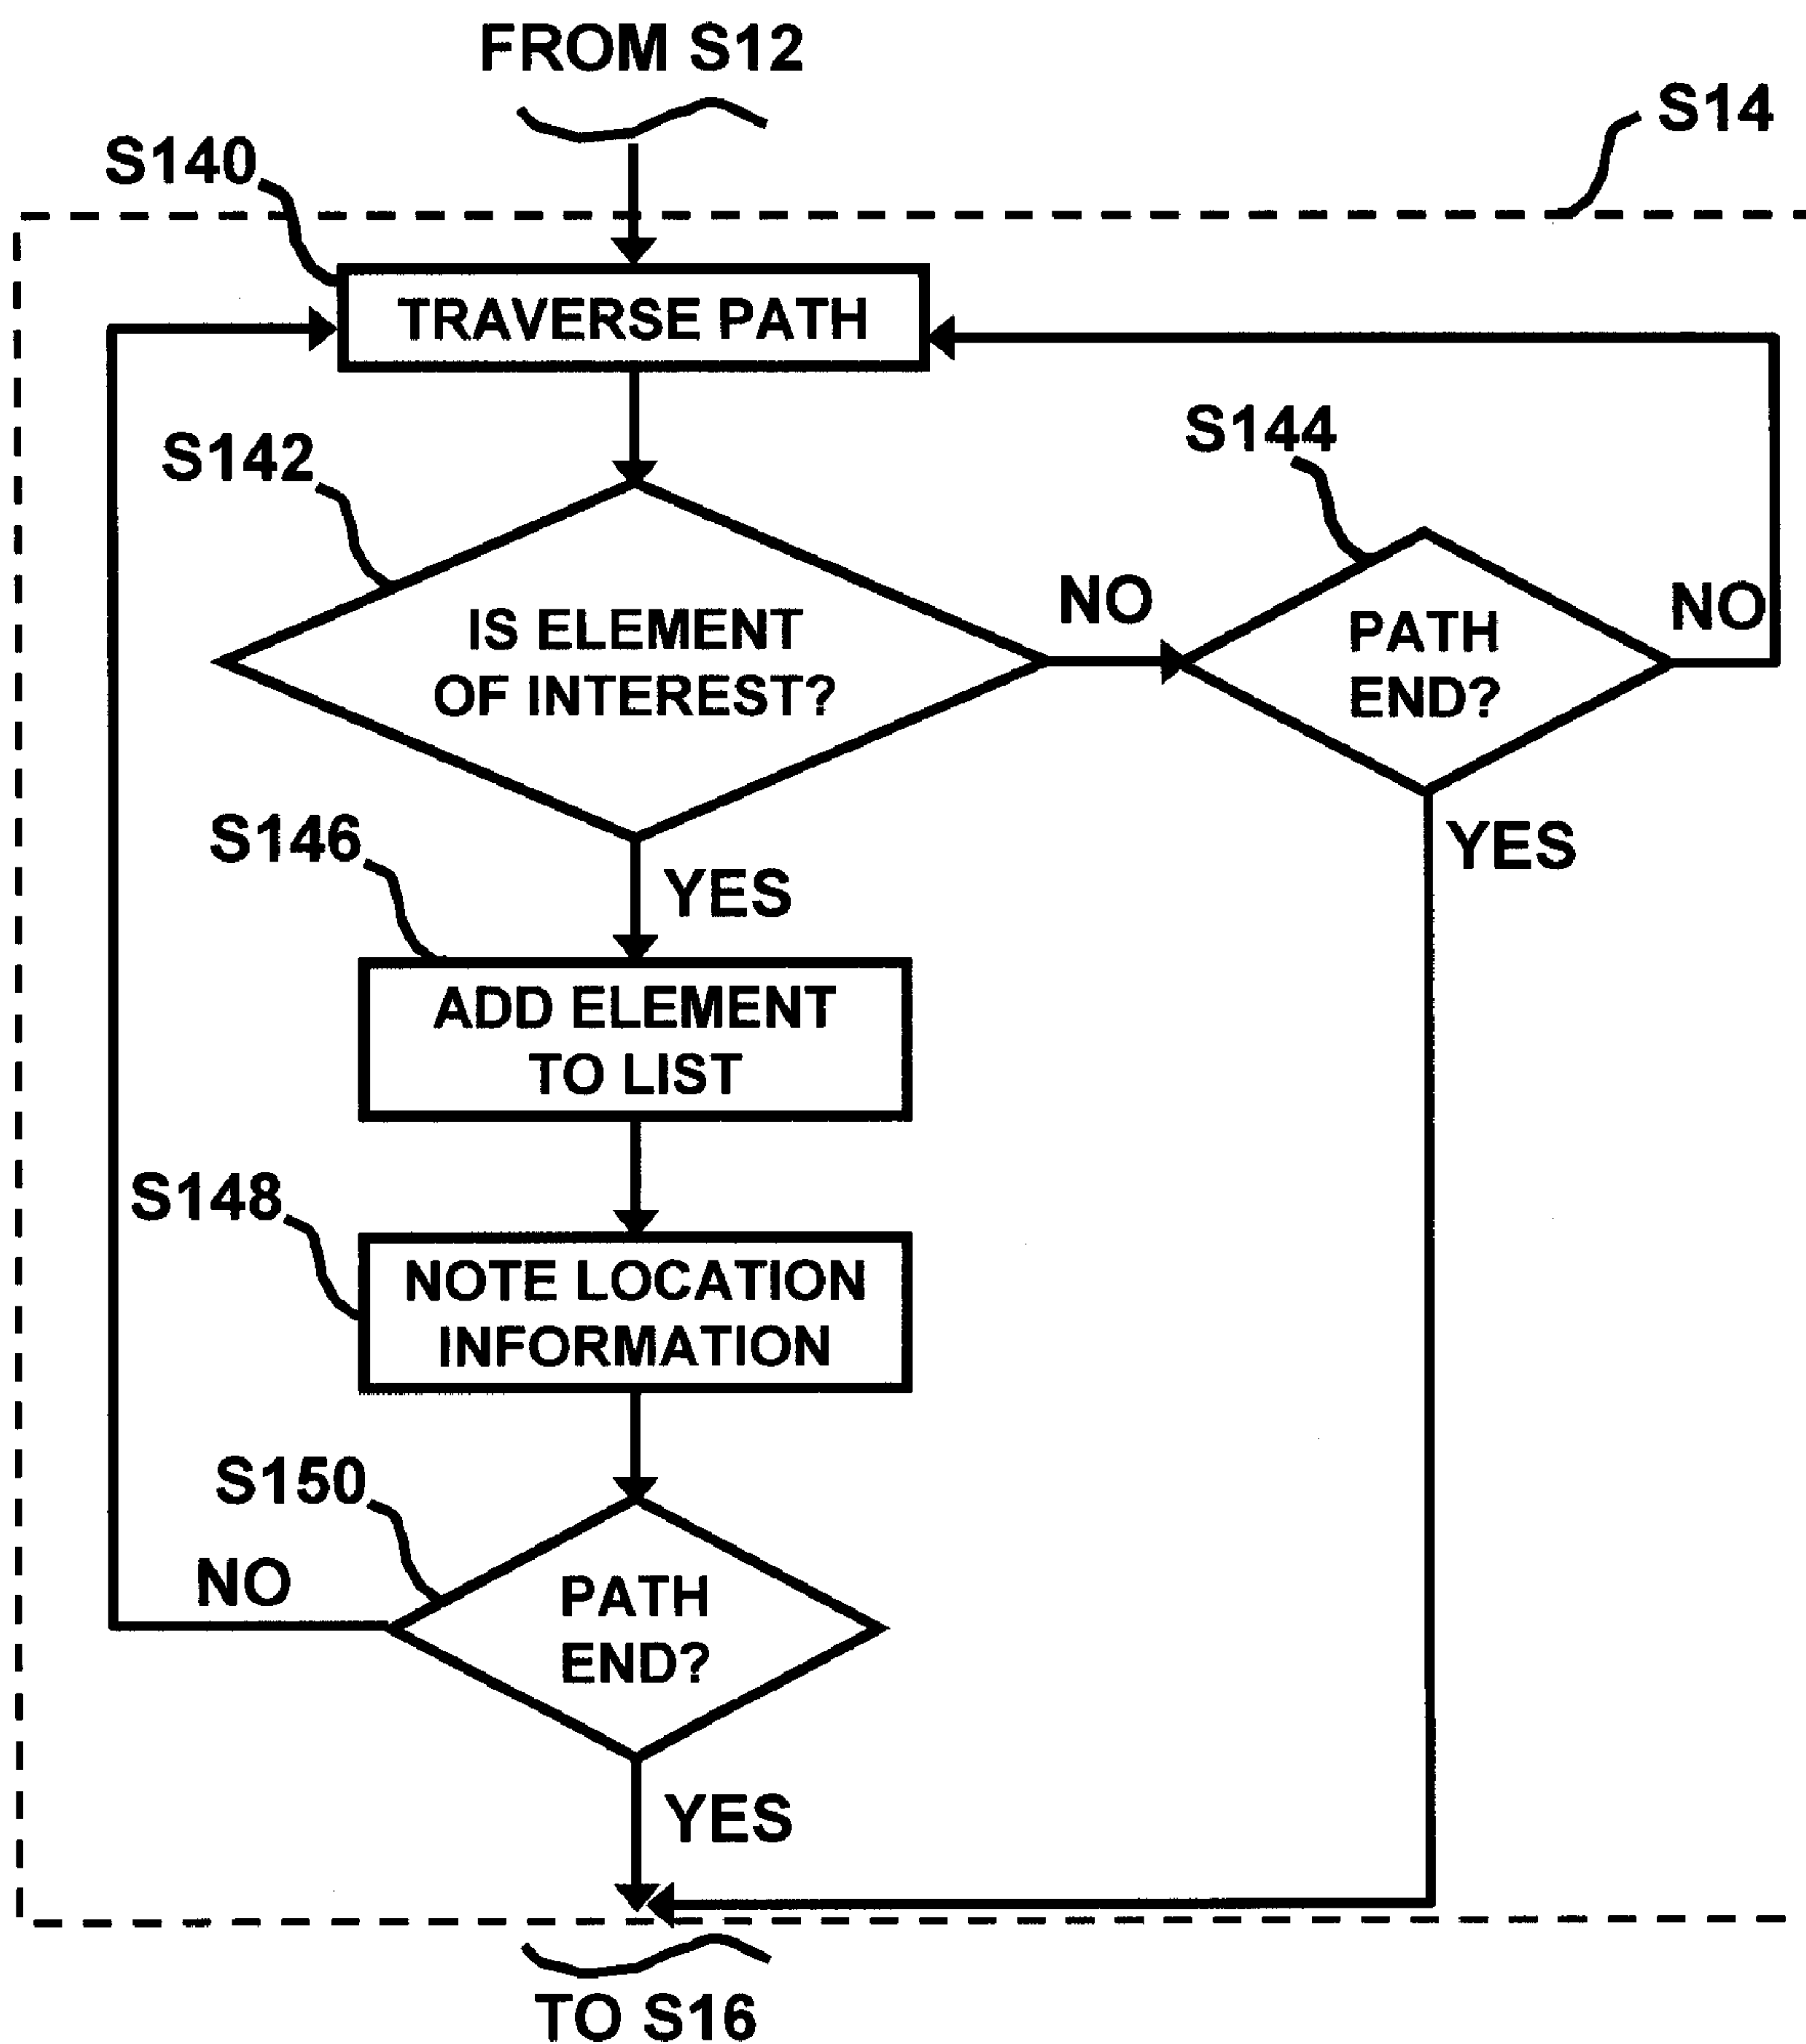 FROM S12
S14
S140
TRAVERSE PATH
S144
S142
NO
NO
IS ELEMENT
OF INTEREST?
PATH
END?
S146
YES
YES
ADD ELEMENT
TO LIST
S148
NOTE LOCATION
INFORMATION
S150
NO
PATH
END?
YES
TO S16